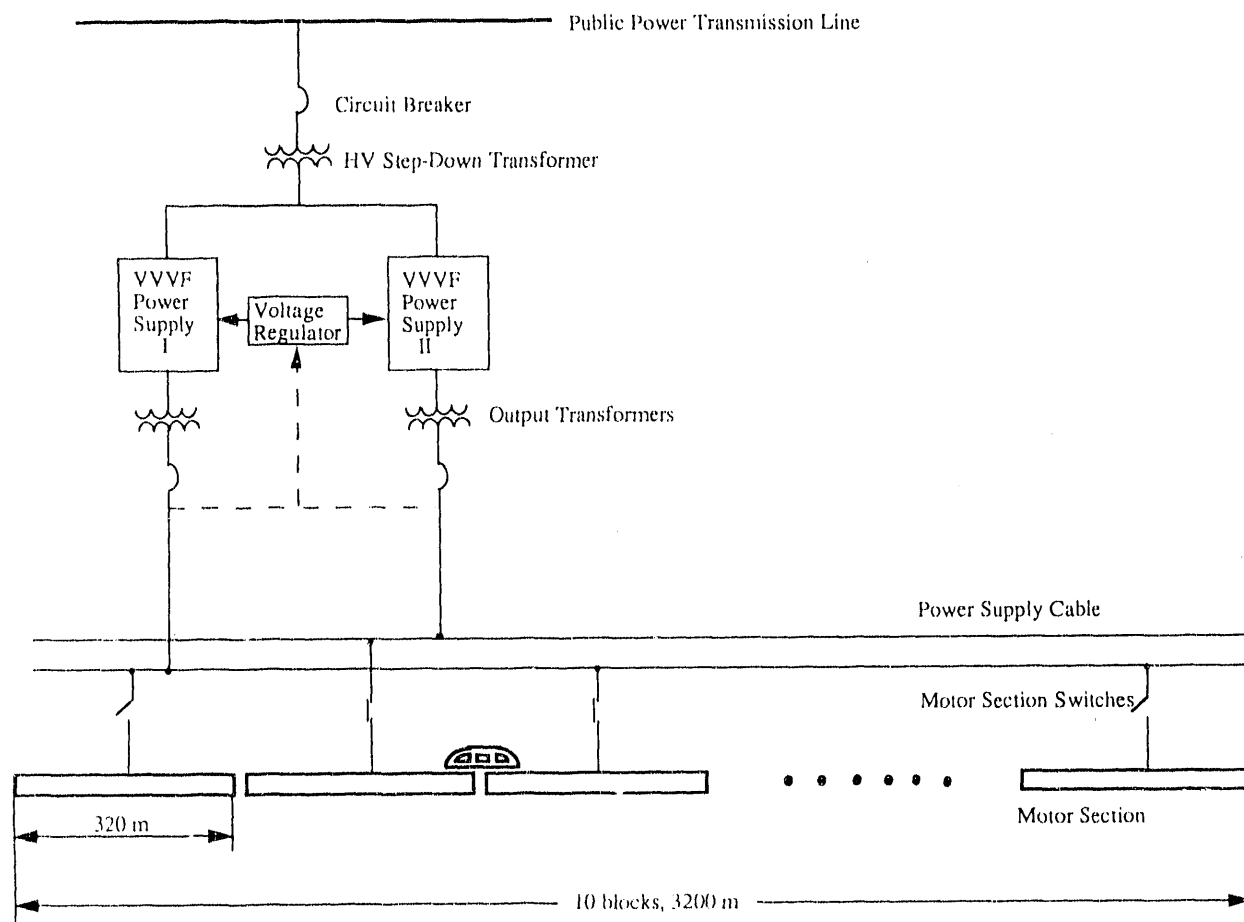 Public Power Transmission Line
Circuit Breaker
HV Step-Down Transformer
VVVF
Power
Supply
I
Voltage
Regulator
VVVF
Power
Supply
II
Output Transformers
Power Supply Cable
Motor Section Switches
Motor Section
320 m
10 blocks, 3200 m